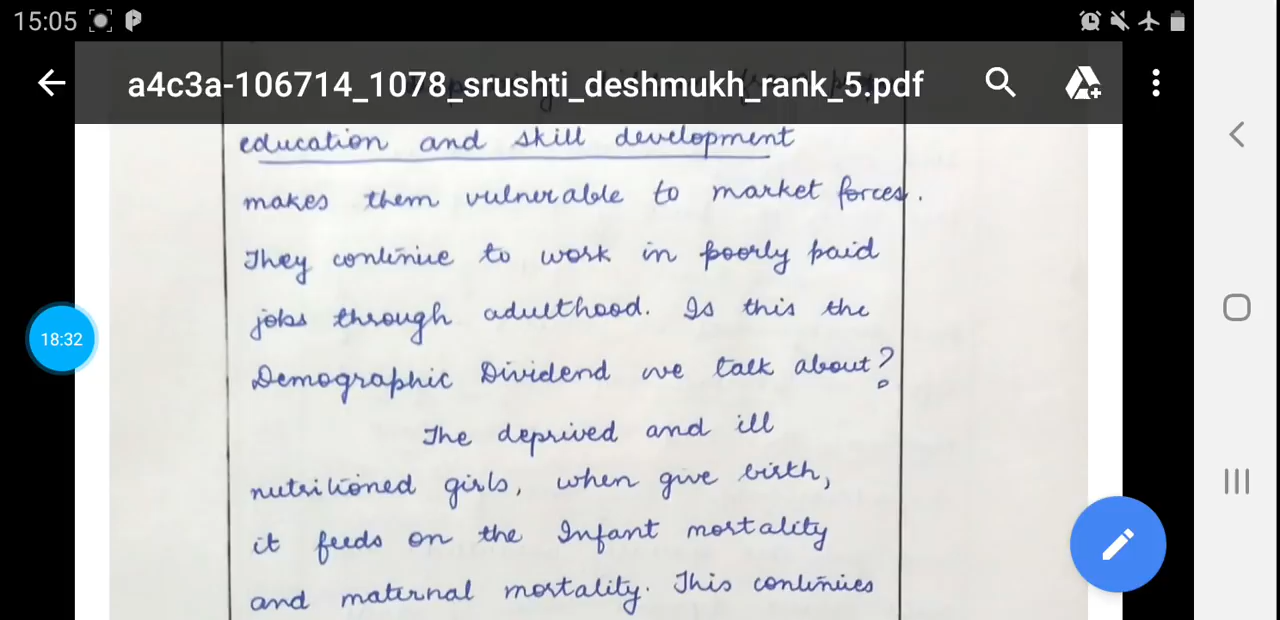 15:05
a4c3a-106714_1078_srushti_deshmukh_rank_5.pdf
education and skill development
makes them vulnerable to market forces.
They continue to work in poorly paid
18:32
jobs through adulthood. Is this the
Demographic Dividend we talk about?
The deprived and ill
nutritioned girls, when give birth,
it feeds on the Infant mortality
and maternal mortality. This continues